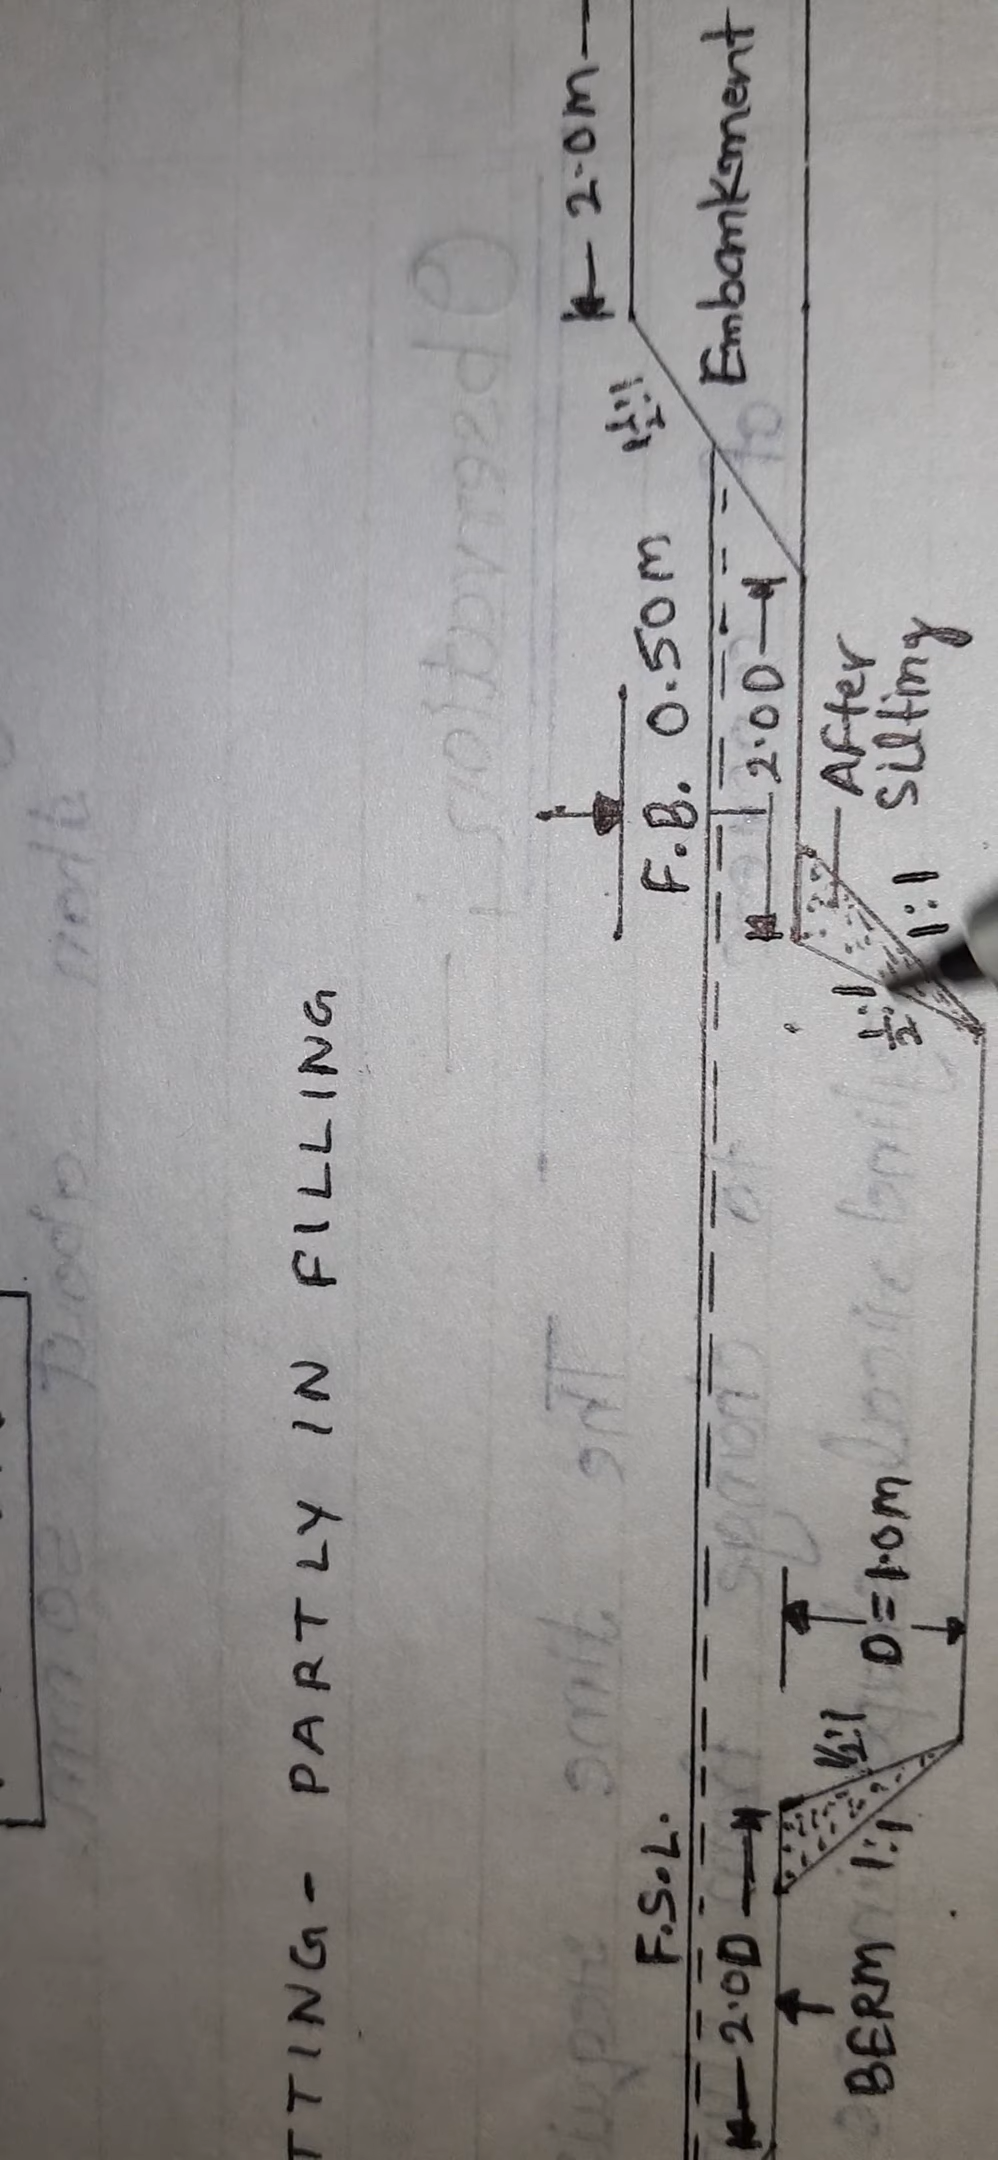 TTING- PARTLY IN FILLING
2.0m
1½:1
F.S.L.
F.B. 0.50m
Embankment
2.0D
2.0D
BERM
1:1
½:1
D=1.0m
½:1
1:1
After
Silting